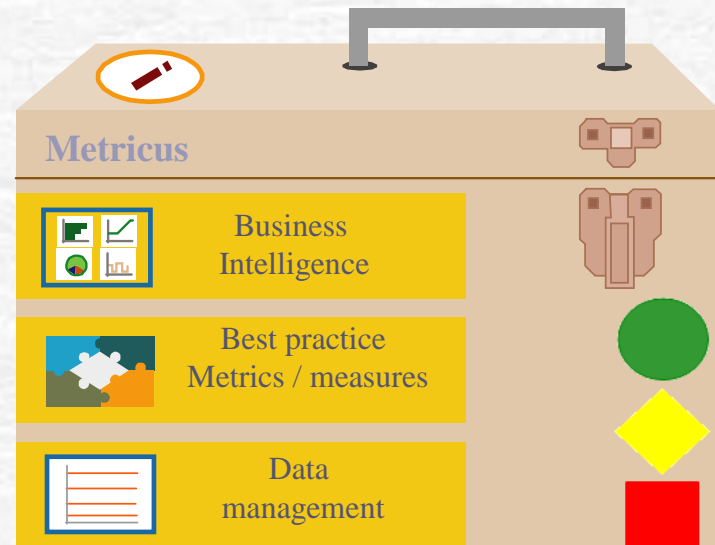 Metricus
Business
Intelligence
Best practice
Metrics / measures
Data
management